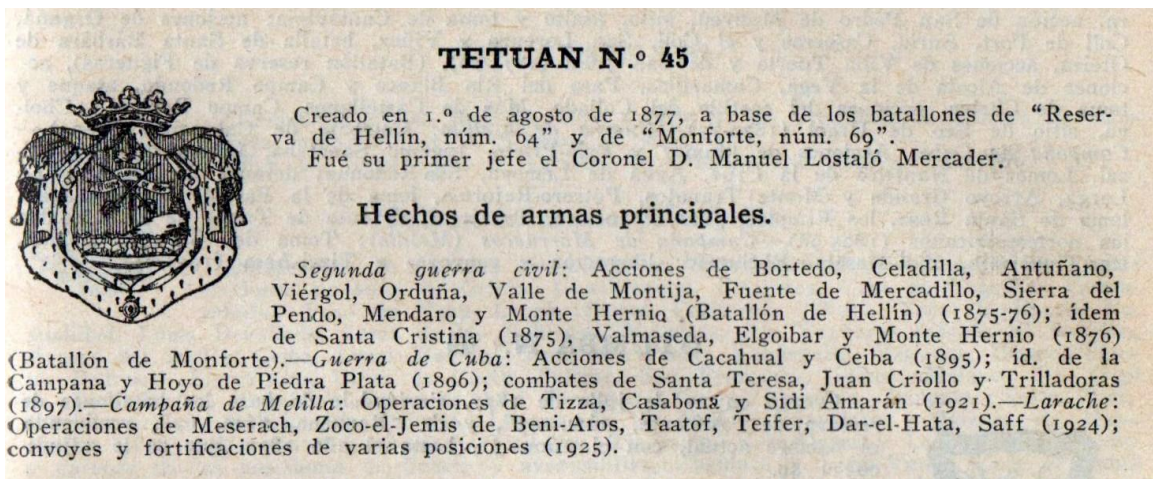 TETUAN N.º 45
Creado en 1.º de agosto de 1877, a base de los batallones de "Reser-
va de Hellín, núm. 64" y de "Monforte, núm. 69".
Fué su primer jefe el Coronel D. Manuel Lostaló Mercader.
Hechos de armas principales.
Segunda guerra civil: Acciones de Bortedo, Celadilla, Antuñano,
Viérgol, Orduña, Valle de Montija, Fuente de Mercadillo, Sierra del
Pendo, Mendaro y Monte Hernio (Batallón de Hellín) (1875-76); ídem
de Santa Cristina (1875), Valmaseda, Elgoibar y Monte Hernio (1876)
(Batallón de Monforte).—Guerra de Cuba: Acciones de Cacahual y Ceiba (1895); íd. de la
Campana y Hoyo de Piedra Plata (1896); combates de Santa Teresa, Juan Criollo y Trilladoras
(1897).—Campaña de Melilla: Operaciones de Tizza, Casabona y Sidi Amarán (1921).—Larache:
Operaciones de Meserach, Zoco-el-Jemis de Beni-Aros, Taatof, Teffer, Dar-el-Hata, Saff (1924);
convoyes y fortificaciónes de varias posiciones (1925).